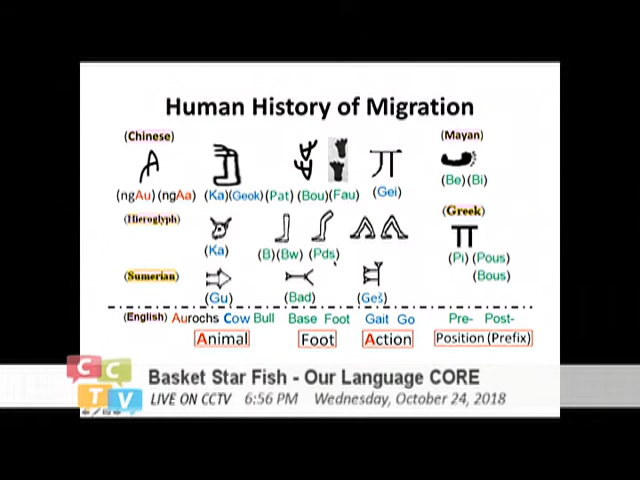 Human History of Migration
(Chinese) (Mayan)
(ngAu) (ngAa) (Ka)(Geok) (Pat) (Bou)(Fau) (Gei) (Be) (Bi)
(Hieroglyph) (Greek)
(Ka) (B) (Bw) (Pds) (Pi) (Pous)
(Bous)
(Sumerian)
(Gu) (Bad) (Geš)
(English) Aurochs Cow Bull Base Foot Gait Go Pre- Post-
Animal Foot Action Position (Prefix)
CCTV
Basket Star Fish - Our Language CORE
LIVE ON CCTV 6:56 PM Wednesday, October 24, 2018